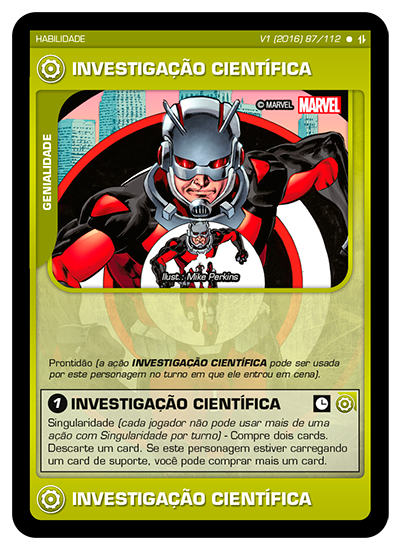 HABILIDADE V1 (2016) 87/112
INVESTIGAÇÃO CIENTÍFICA
© MARVEL MARVEL
GENIALIDADE
Ilust.: Mike Perkins
Prontidão (a ação INVESTIGAÇÃO CIENTÍFICA pode ser usada
por este personagem no turno em que ele entrou em cena).
1 INVESTIGAÇÃO CIENTÍFICA
Singularidade (cada jogador não pode usar mais de uma
ação com Singularidade por turno) - Compre dois cards.
Descarte um card. Se este personagem estiver carregando
um card de suporte, você pode comprar mais um card.
INVESTIGAÇÃO CIENTÍFICA